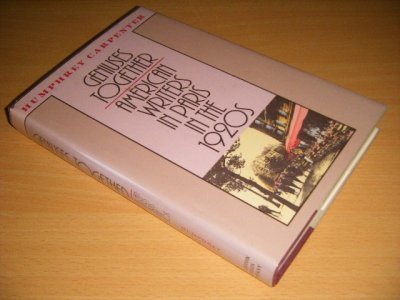 HUMPHREY CARPENTER
GENIUSES
TOGETHER
AMERICAN
WRITERS
IN PARIS
IN THE
1920s
GENIUSES TOGETHER